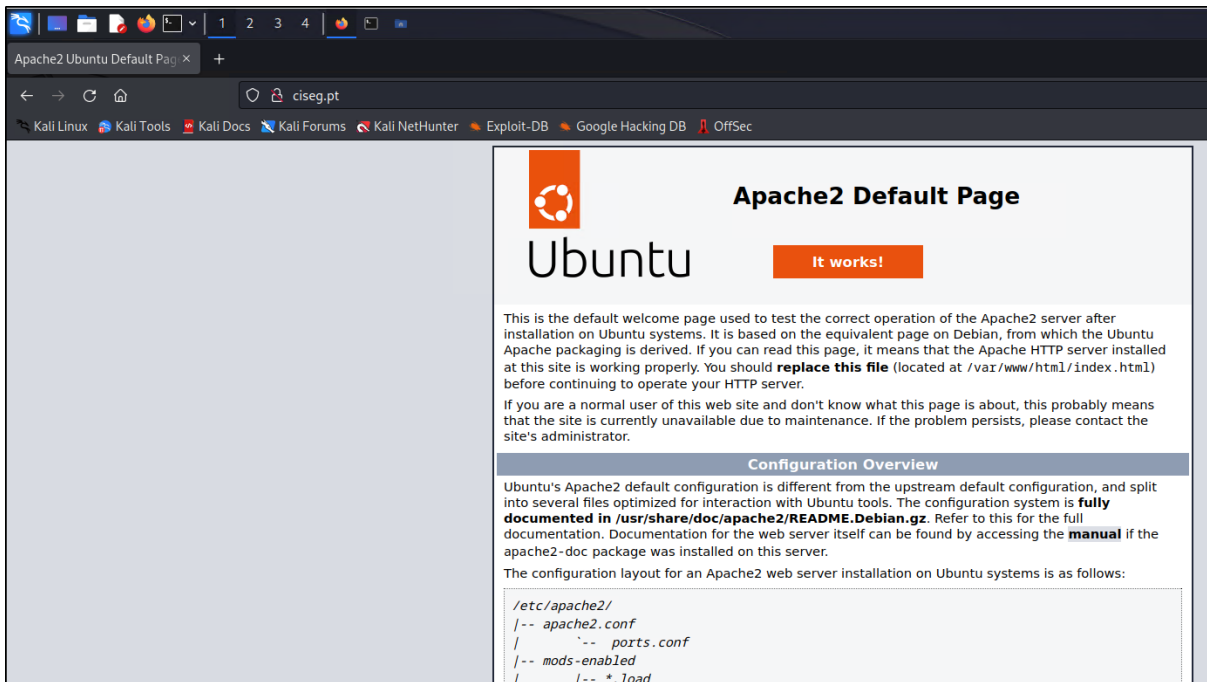 1 2 3 4
Apache2 Ubuntu Default Pag
ciseg.pt
Kali Linux Kali Tools Kali Docs Kali Forums Kali NetHunter Exploit-DB Google Hacking DB OffSec
Apache2 Default Page
Ubuntu
It works!
This is the default welcome page used to test the correct operation of the Apache2 server after
installation on Ubuntu systems. It is based on the equivalent page on Debian, from which the Ubuntu
Apache packaging is derived. If you can read this page, it means that the Apache HTTP server installed
at this site is working properly. You should replace this file (located at /var/www/html/index.html)
before continuing to operate your HTTP server.
If you are a normal user of this web site and don't know what this page is about, this probably means
that the site is currently unavailable due to maintenance. If the problem persists, please contact the
site's administrator.
Configuration Overview
Ubuntu's Apache2 default configuration is different from the upstream default configuration, and split
into several files optimized for interaction with Ubuntu tools. The configuration system is fully
documented in /usr/share/doc/apache2/README.Debian.gz. Refer to this for the full
documentation. Documentation for the web server itself can be found by accessing the manual if the
apache2-doc package was installed on this server.
The configuration layout for an Apache2 web server installation on Ubuntu systems is as follows:
/etc/apache2/
|-- apache2.conf
|       `--  ports.conf
|-- mods-enabled
|       |-- *.load